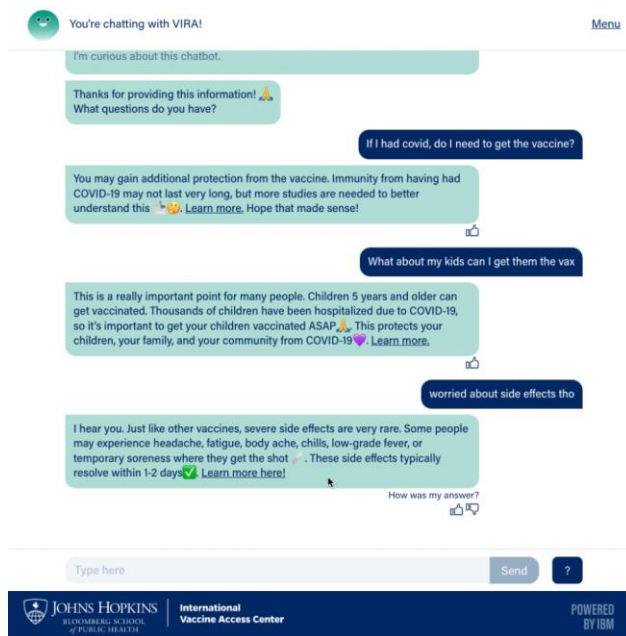 You're chatting with VIRA!
Menu
I'm curious about this chatbot.
Thanks for providing this information! 🙏
What questions do you have?
If I had covid, do I need to get the vaccine?
You may gain additional protection from the vaccine. Immunity from having had
COVID-19 may not last very long, but more studies are needed to better
understand this 🤔. Learn more. Hope that made sense!
What about my kids can I get them the vax
This is a really important point for many people. Children 5 years and older can
get vaccinated. Thousands of children have been hospitalized due to COVID-19,
so it's important to get your children vaccinated ASAP🙏. This protects your
children, your family, and your community from COVID-19💜. Learn more.
worried about side effects tho
I hear you. Just like other vaccines, severe side effects are very rare. Some people
may experience headache, fatigue, body ache, chills, low-grade fever, or
temporary soreness where they get the shot 💉. These side effects typically
resolve within 1-2 days✅. Learn more here!
How was my answer?
Type here
Send
?
JOHNS HOPKINS
BLOOMBERG SCHOOL
of PUBLIC HEALTH
International
Vaccine Access Center
POWERED
BY IBM